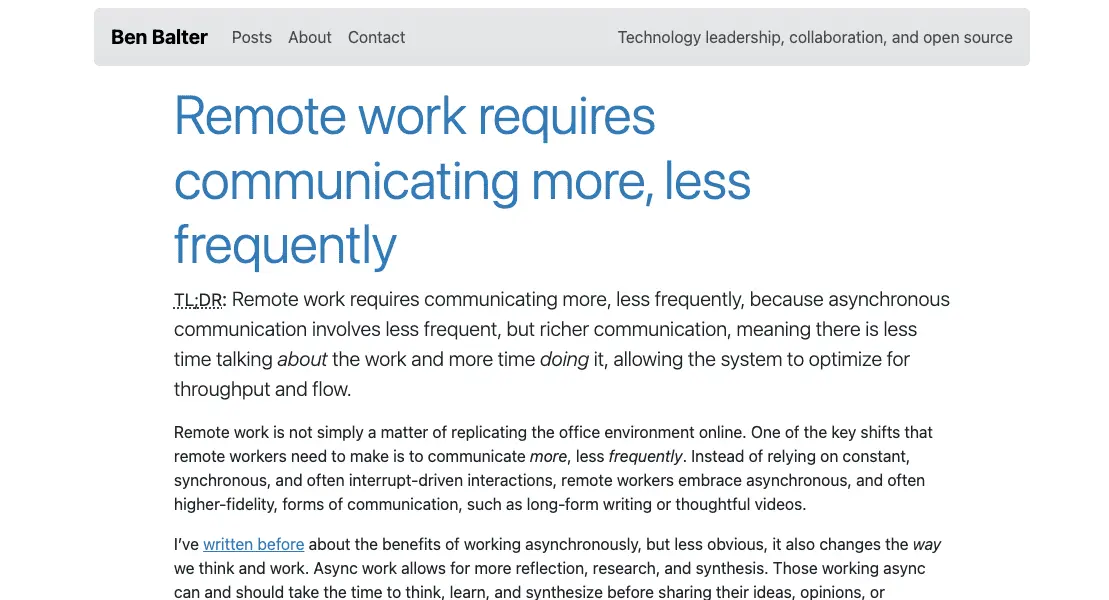 Ben Balter Posts About Contact Technology leadership, collaboration, and open source
Remote work requires
communicating more, less
frequently
TL;DR: Remote work requires communicating more, less frequently, because asynchronous
communication involves less frequent, but richer communication, meaning there is less
time talking about the work and more time doing it, allowing the system to optimize for
throughput and flow.
Remote work is not simply a matter of replicating the office environment online. One of the key shifts that
remote workers need to make is to communicate more, less frequently. Instead of relying on constant,
synchronous, and often interrupt-driven interactions, remote workers embrace asynchronous, and often
higher-fidelity, forms of communication, such as long-form writing or thoughtful videos.
I've written before about the benefits of working asynchronously, but less obvious, it also changes the way
we think and work. Async work allows for more reflection, research, and synthesis. Those working async
can and should take the time to think, learn, and synthesize before sharing their ideas, opinions, or